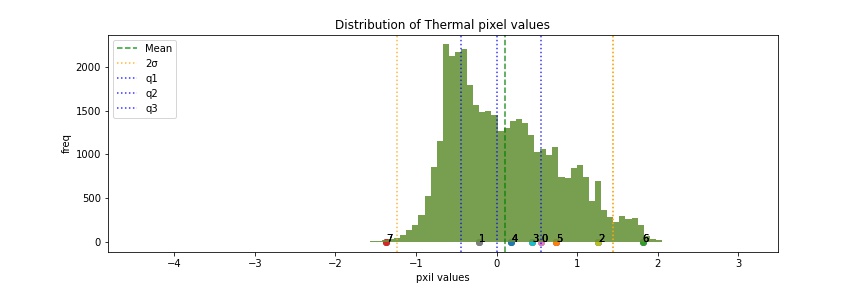 Distribution of Thermal pixel values
Mean
2σ
q1
q2
q3
freq
2000
1500
1000
500
0
7 1 4 3 0 5 2 6
−4 −3 −2 −1 0 1 2 3
pxil values